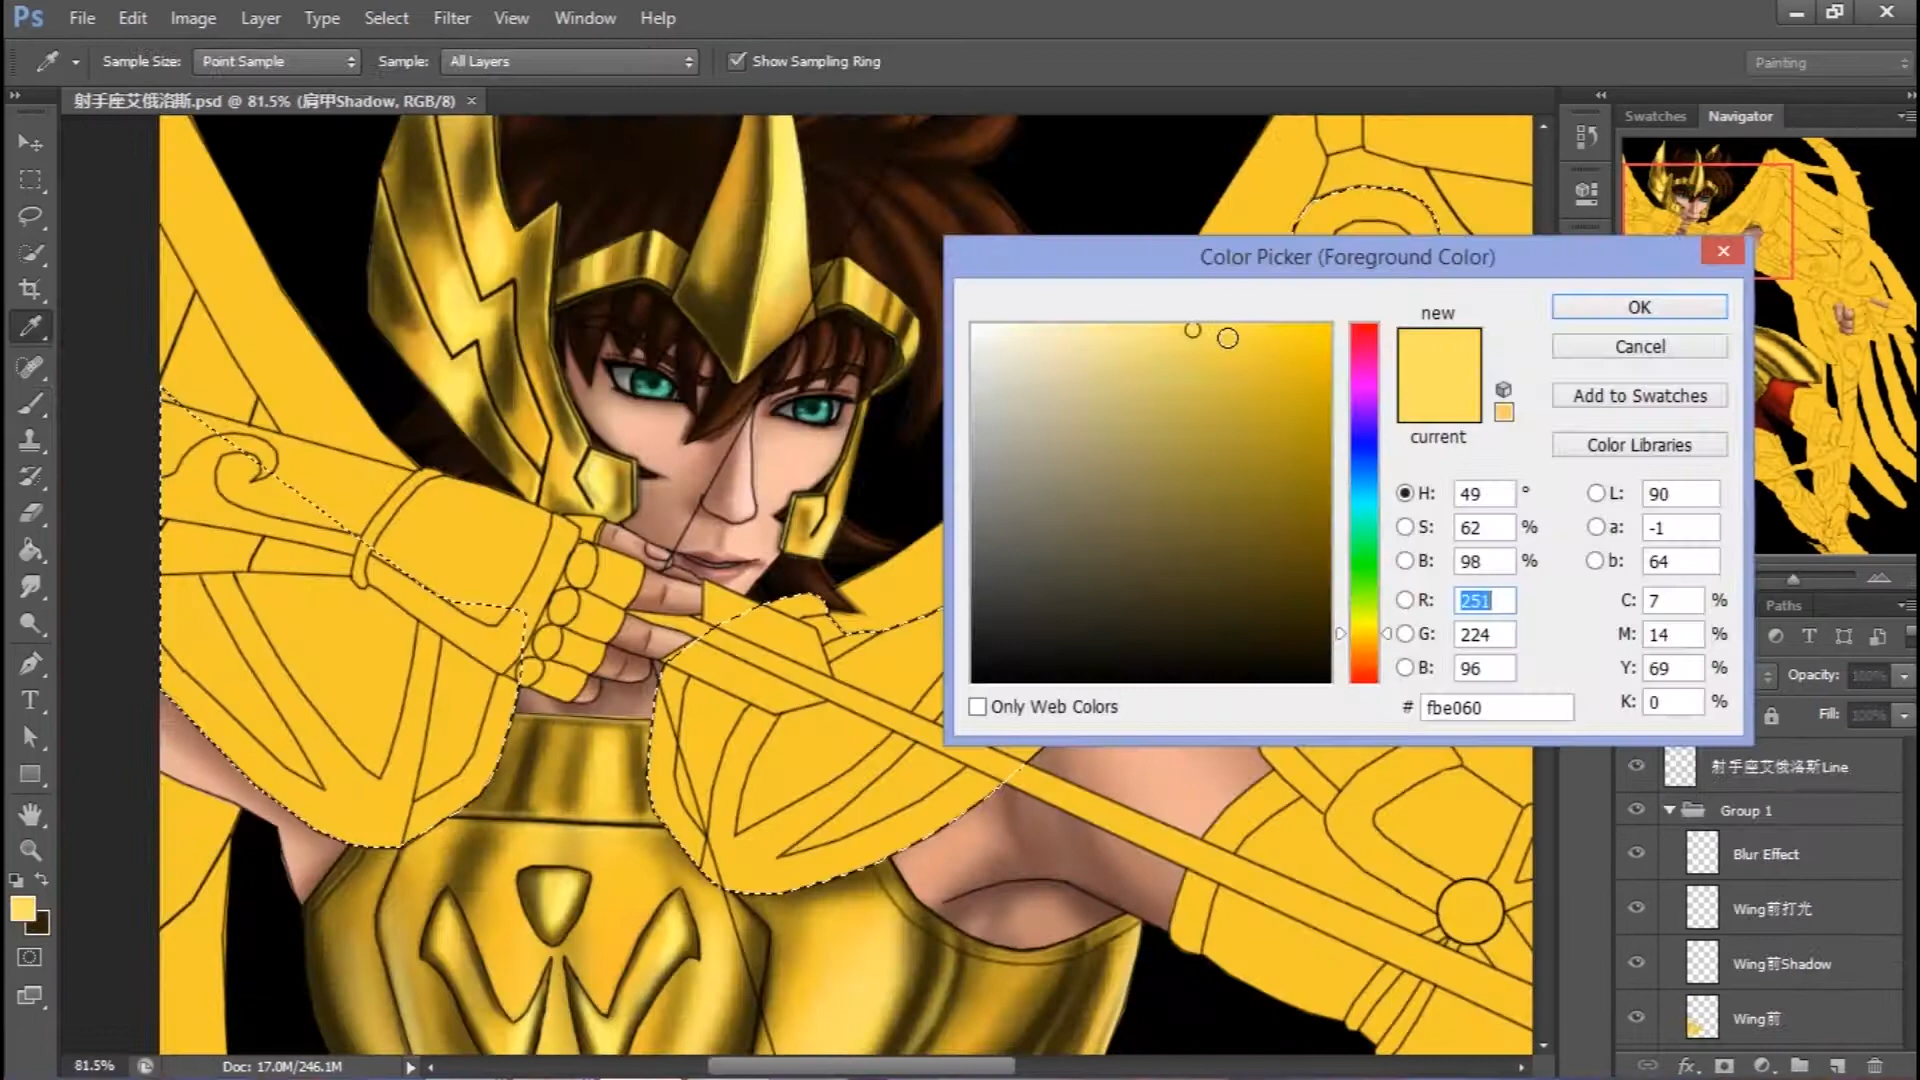 Ps File Edit Image Layer Type Select Filter View Window Help
Sample Size: Point Sample Sample: All Layers Show Sampling Ring Painting
射手座艾俄洛斯.psd @ 81.5% (肩甲Shadow, RGB/8) ×
Swatches Navigator
Color Picker (Foreground Color)
new
OK
Cancel
Add to Swatches
current
Color Libraries
H: 49 ° L: 90
S: 62 % a: -1
B: 98 % b: 64
R: 251 C: 7 %
G: 224 M: 14 %
B: 96 Y: 69 %
Only Web Colors # fbe060 K: 0 %
Paths
Opacity: 100%
Fill: 100%
射手座艾俄洛斯Line
Group 1
Blur Effect
Wing前打光
Wing前Shadow
Wing前
81.5% Doc: 17.0M/246.1M